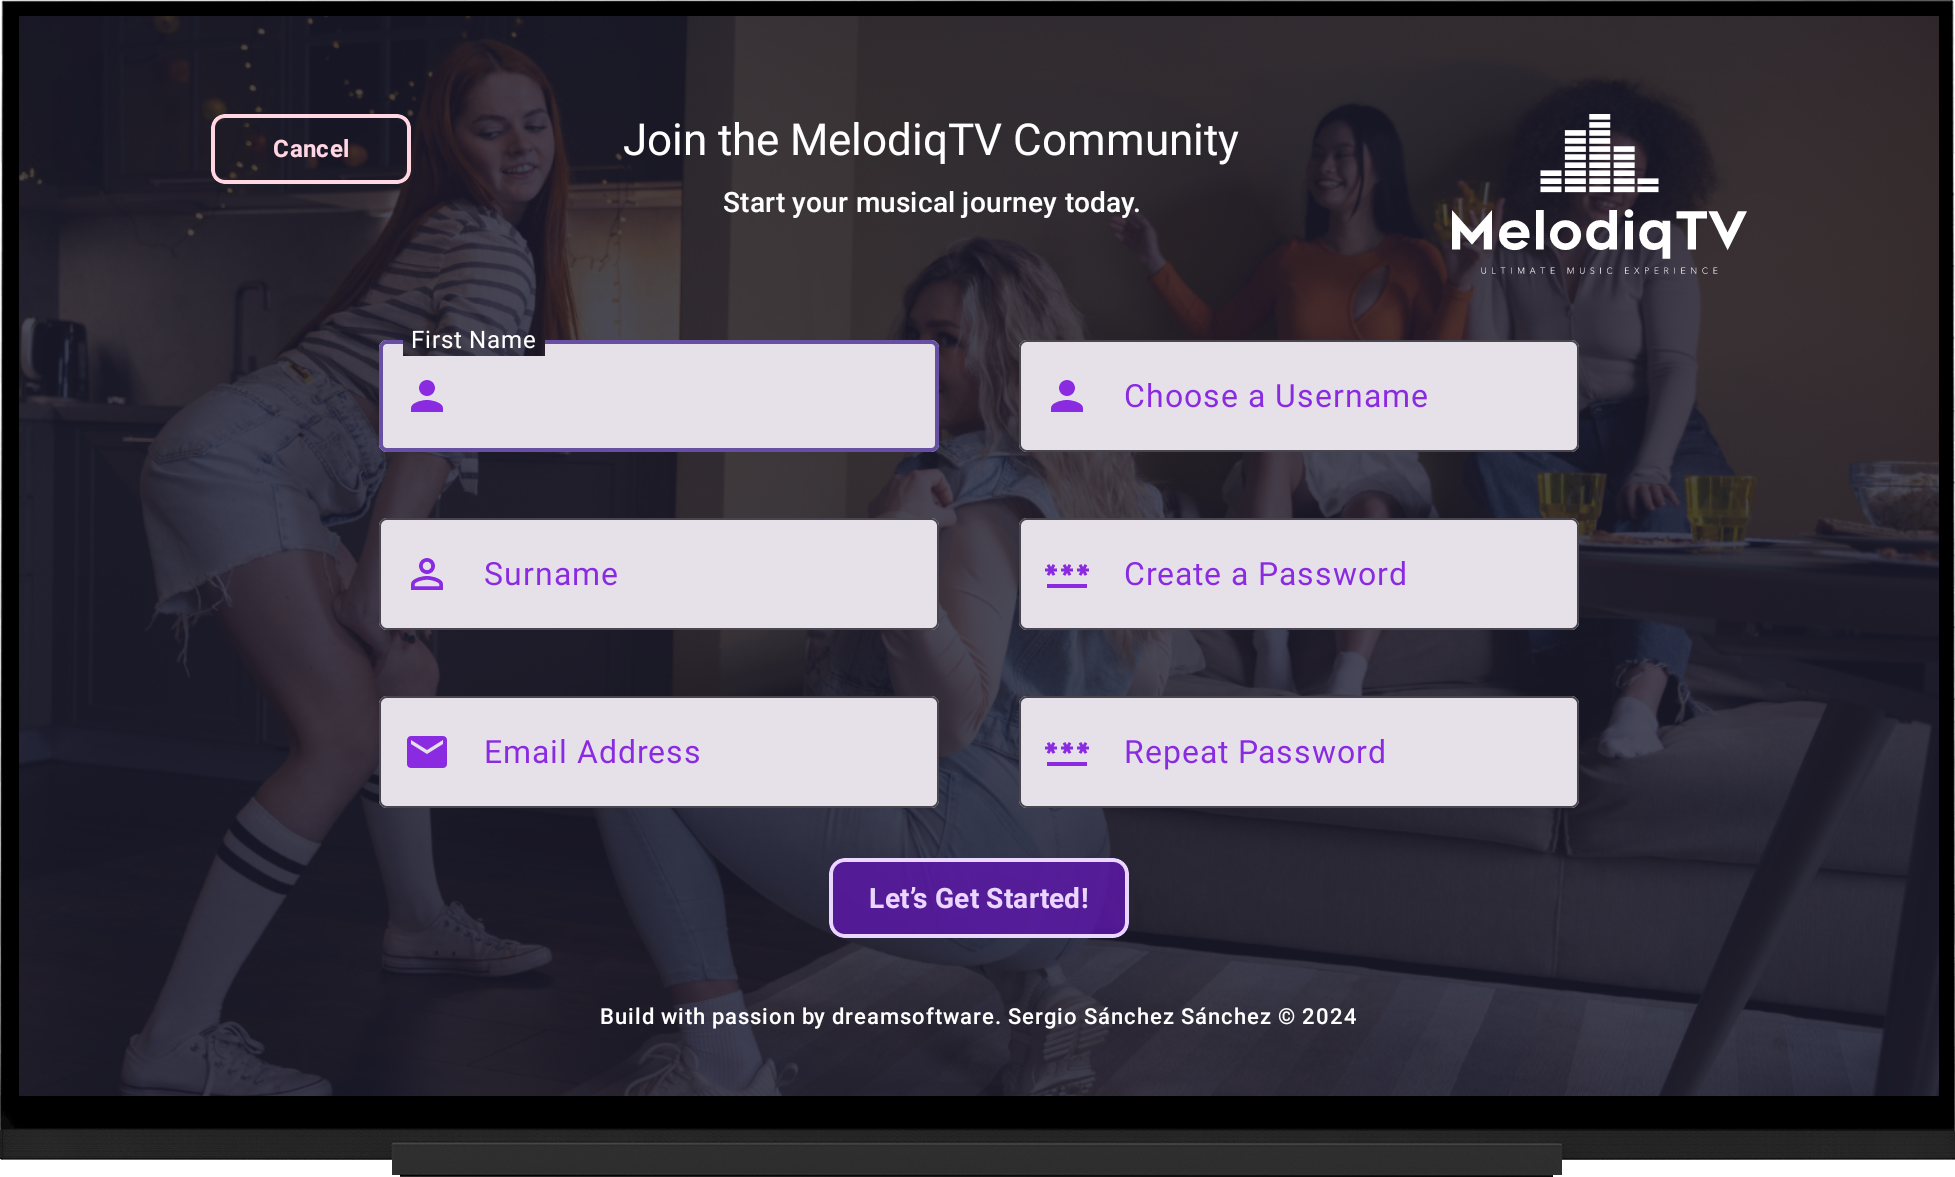 Cancel
Join the MelodiqTV Community
Start your musical journey today.
MelodiqTV
ULTIMATE MUSIC EXPERIENCE
First Name
Choose a Username
Surname
Create a Password
Email Address
Repeat Password
Let’s Get Started!
Build with passion by dreamsoftware. Sergio Sánchez Sánchez © 2024